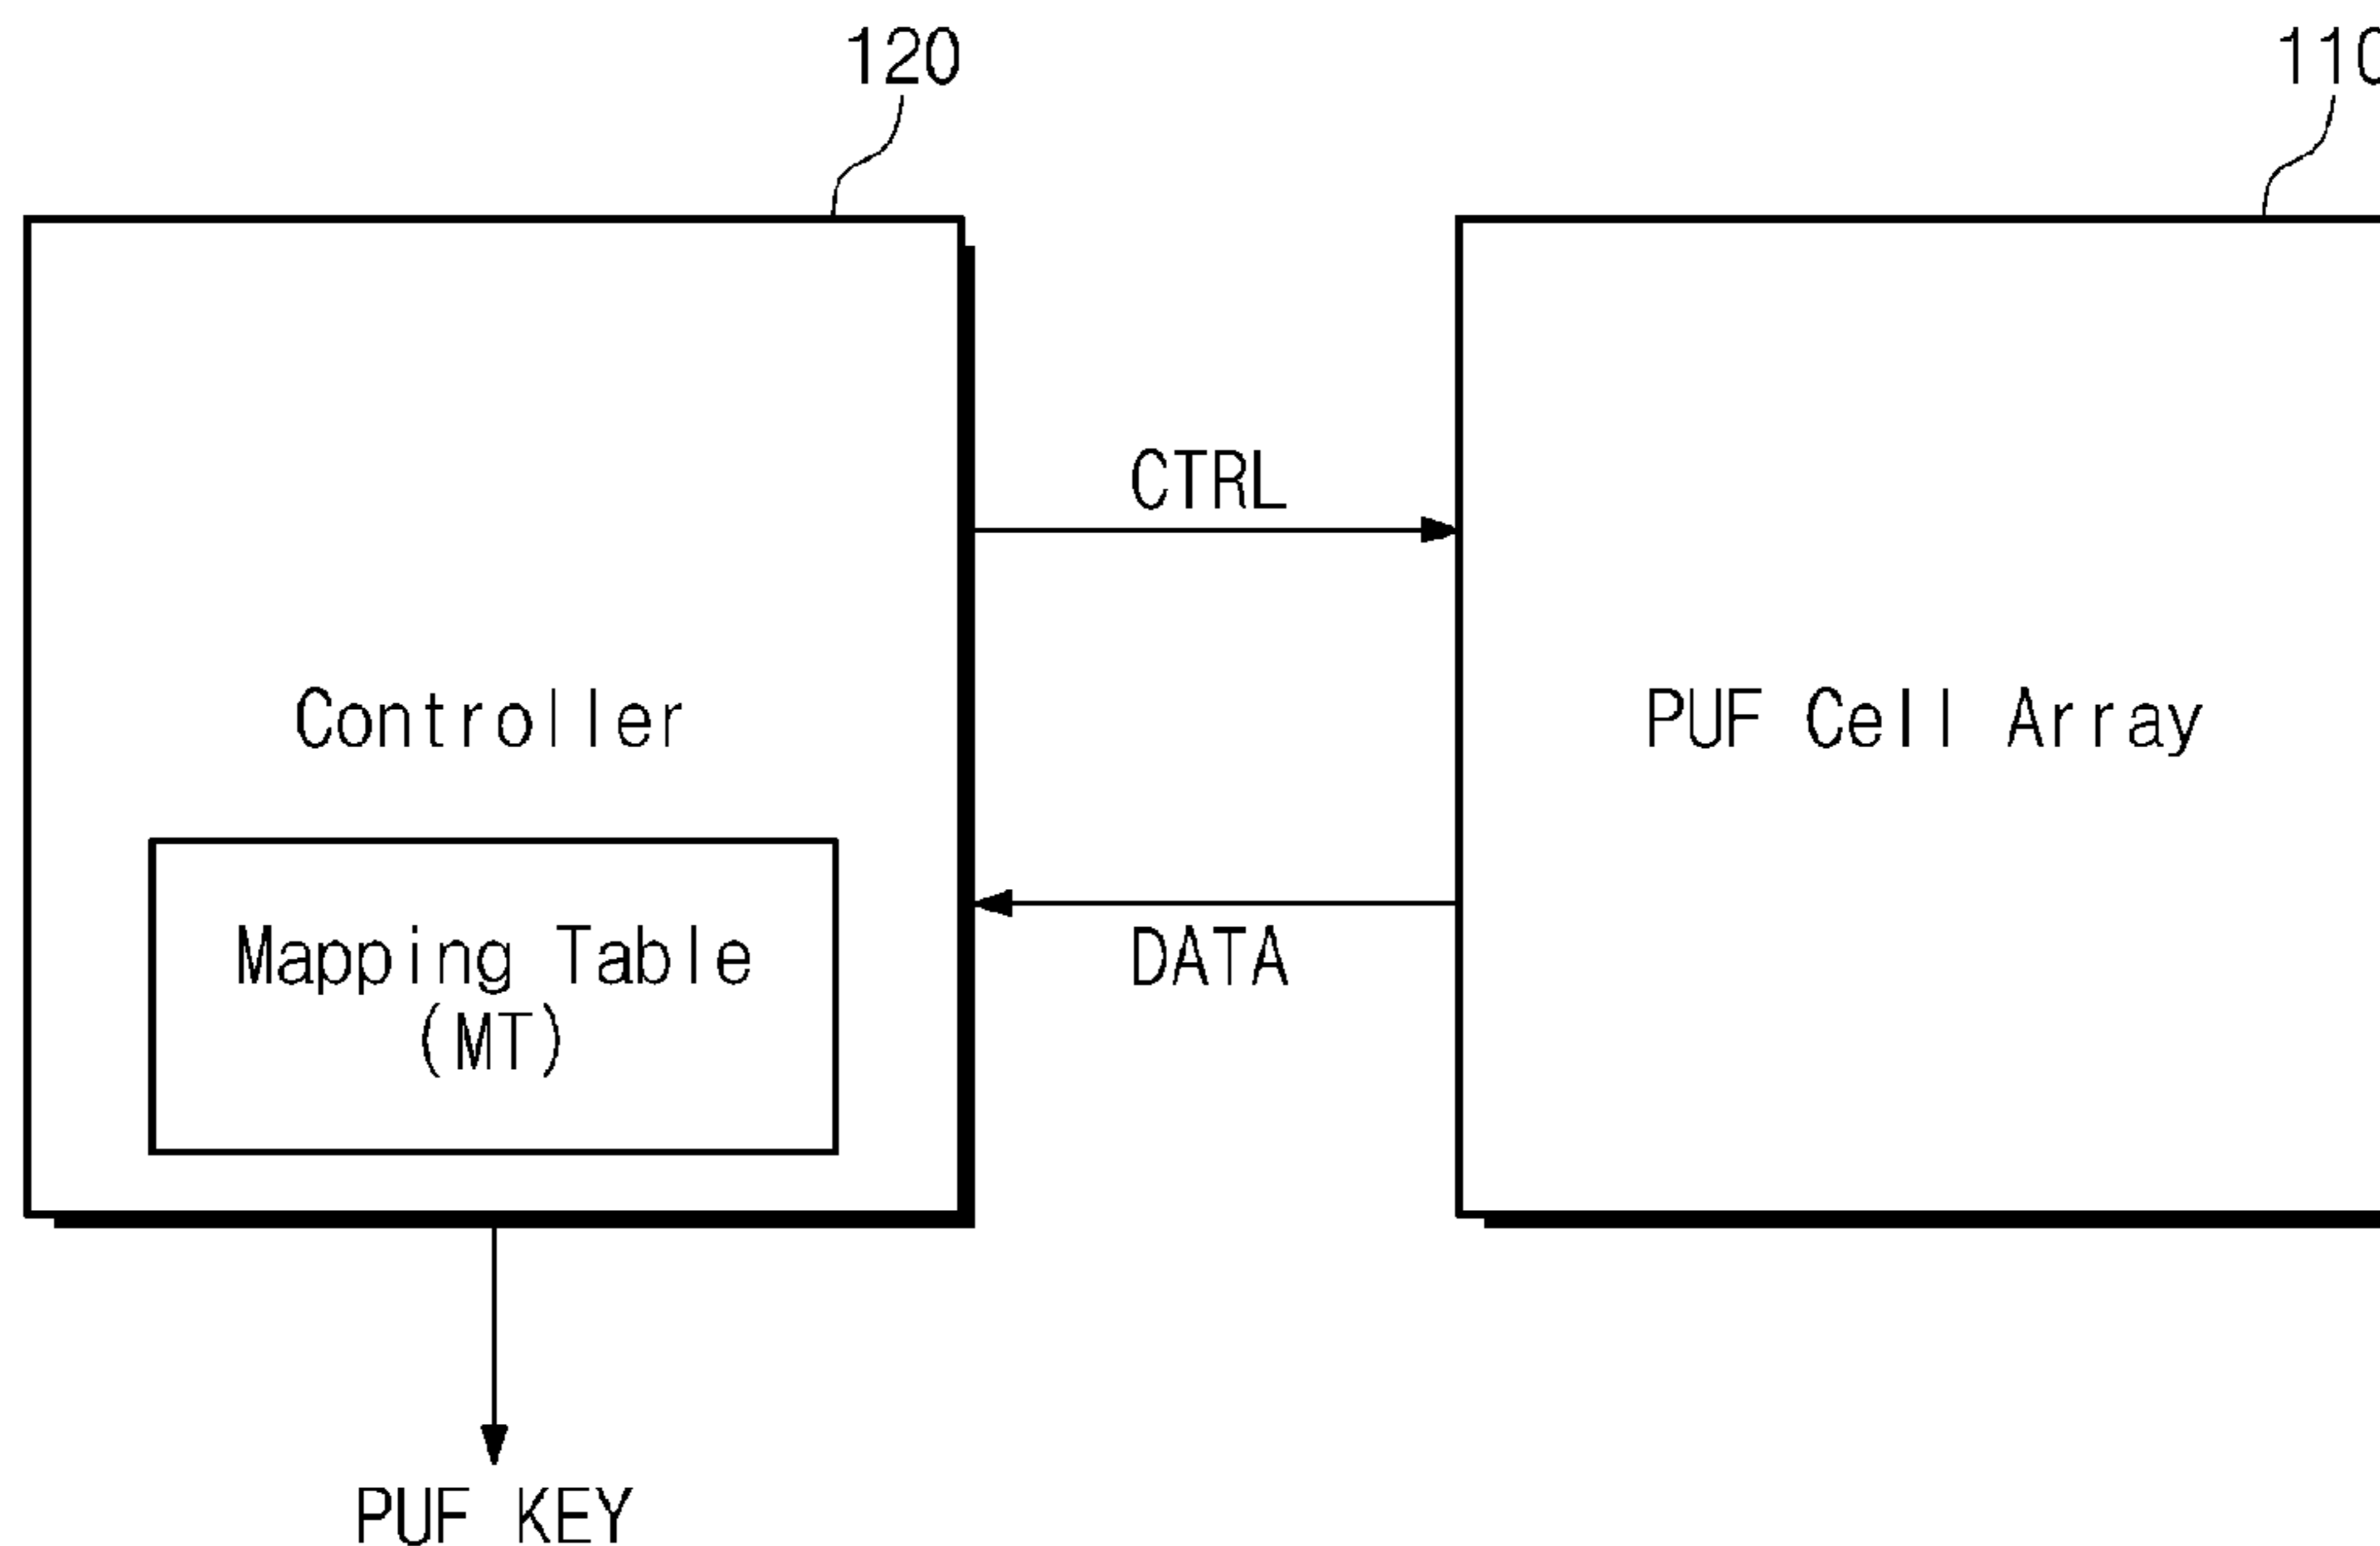 120
110
CTRL
Controller
PUF Cell Array
Mapping Table
(MT)
DATA
PUF KEY